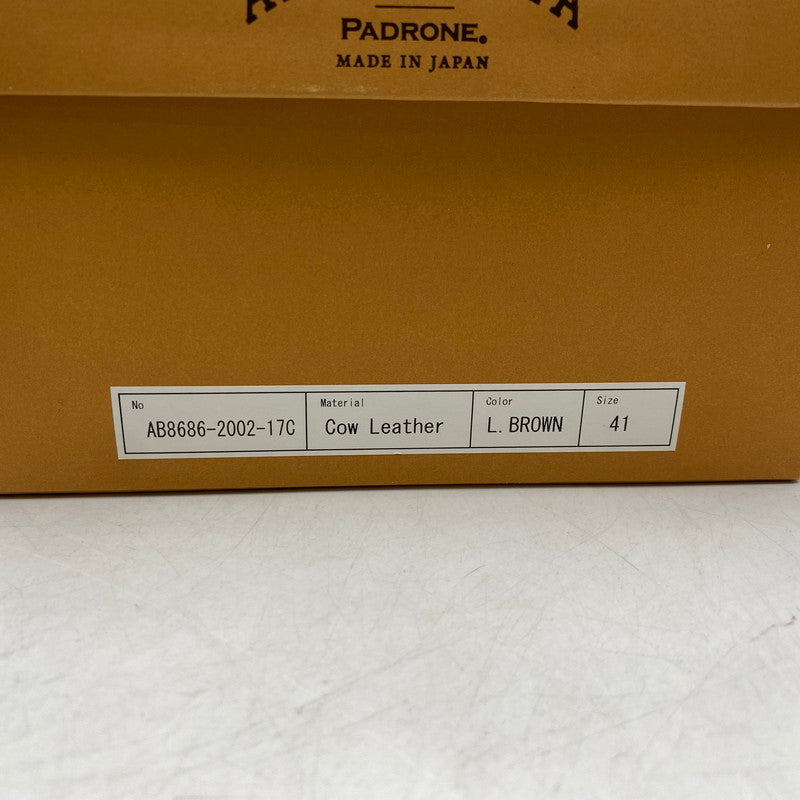 PADRONE.
MADE IN JAPAN
No
AB8686-2002-17C
Material
Cow Leather
Color
L. BROWN
Size
41